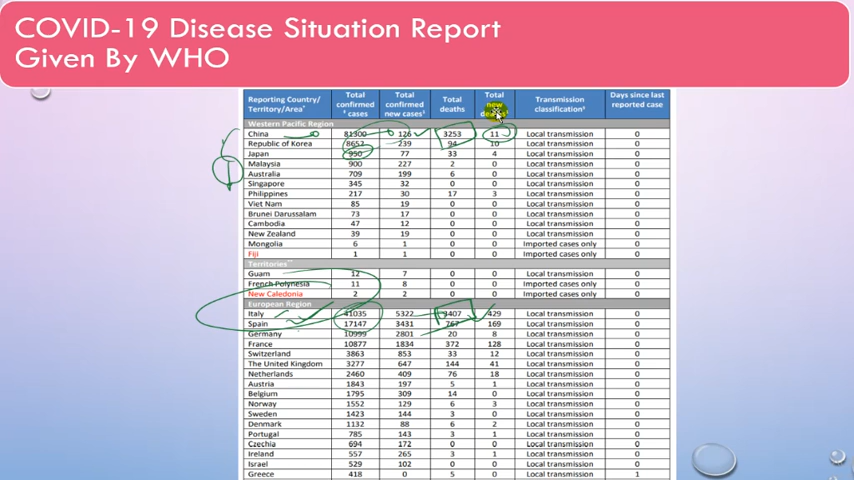 COVID-19 Disease Situation Report
Given By WHO
Reporting Country/ Territory/Area* Total confirmed cases Total confirmed new cases Total deaths Total new deaths Transmission classification Days since last reported case
Western Pacific Region
China 81300 126 3253 11 Local transmission 0
Republic of Korea 8652 239 94 10 Local transmission 0
Japan 950 77 33 4 Local transmission 0
Malaysia 900 227 2 0 Local transmission 0
Australia 709 199 6 0 Local transmission 0
Singapore 345 32 0 0 Local transmission 0
Philippines 217 30 17 3 Local transmission 0
Viet Nam 85 19 0 0 Local transmission 0
Brunei Darussalam 73 17 0 0 Local transmission 0
Cambodia 47 12 0 0 Local transmission 0
New Zealand 39 19 0 0 Local transmission 0
Mongolia 6 1 0 0 Imported cases only 0
Fiji 1 1 0 0 Imported cases only 0
Territories**
Guam 12 7 0 0 Local transmission 0
French Polynesia 11 8 0 0 Imported cases only 0
New Caledonia 2 2 0 0 Imported cases only 0
European Region
Italy 41035 5322 3407 429 Local transmission 0
Spain 17147 3431 767 169 Local transmission 0
Germany 10999 2801 20 8 Local transmission 0
France 10877 1834 372 128 Local transmission 0
Switzerland 3863 853 33 12 Local transmission 0
The United Kingdom 3277 647 144 41 Local transmission 0
Netherlands 2460 409 76 18 Local transmission 0
Austria 1843 197 5 1 Local transmission 0
Belgium 1795 309 14 0 Local transmission 0
Norway 1552 129 6 3 Local transmission 0
Sweden 1423 144 3 0 Local transmission 0
Denmark 1132 88 6 2 Local transmission 0
Portugal 785 143 3 1 Local transmission 0
Czechia 694 172 0 0 Local transmission 0
Ireland 557 265 3 1 Local transmission 0
Israel 529 102 0 0 Local transmission 0
Greece 418 0 5 0 Local transmission 1